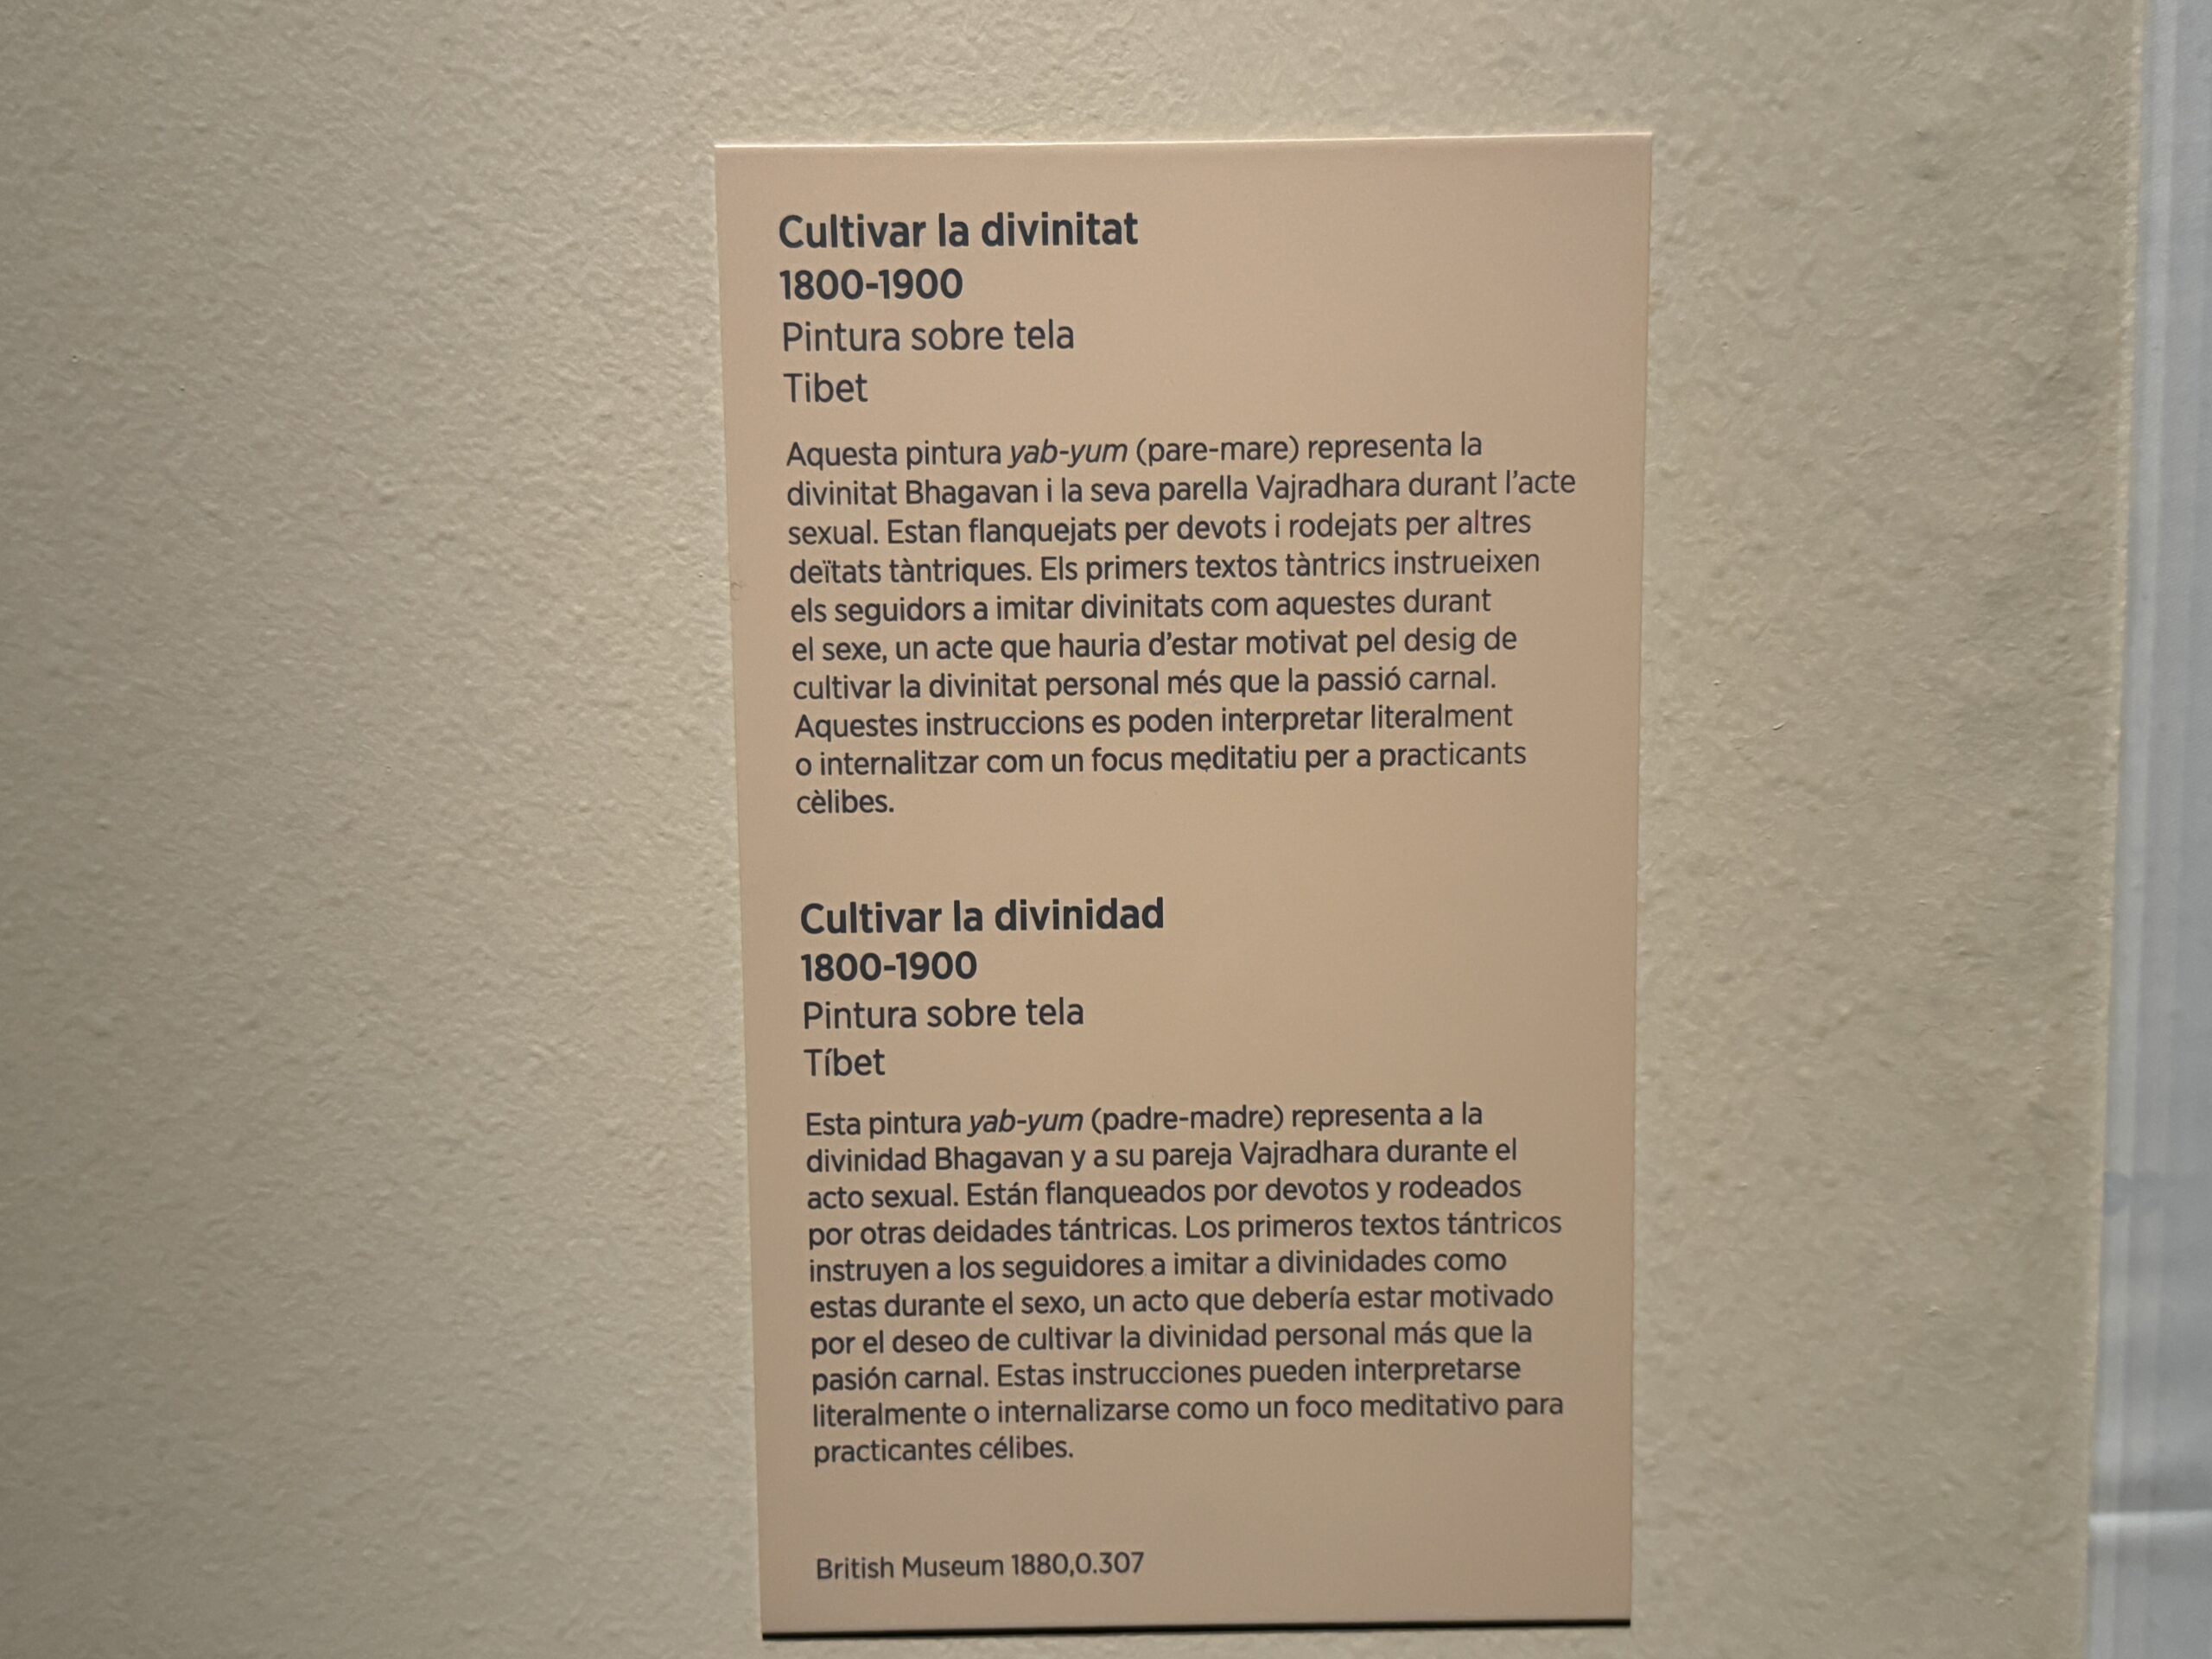 Cultivar la divinitat
1800-1900
Pintura sobre tela
Tibet
Aquesta pintura yab-yum (pare-mare) representa la
divinitat Bhagavan i la seva parella Vajradhara durant l'acte
sexual. Estan flanquejats per devots i rodejats per altres
deïtats tàntriques. Els primers textos tàntrics instrueixen
els seguidors a imitar divinitats com aquestes durant
el sexe, un acte que hauria d'estar motivat pel desig de
cultivar la divinitat personal més que la passió carnal.
Aquestes instruccions es poden interpretar literalment
o internalitzar com un focus meditatiu per a practicants
cèlibes.
Cultivar la divinidad
1800-1900
Pintura sobre tela
Tíbet
Esta pintura yab-yum (padre-madre) representa a la
divinidad Bhagavan y a su pareja Vajradhara durante el
acto sexual. Están flanqueados por devotos y rodeados
por otras deidades tántricas. Los primeros textos tántricos
instruyen a los seguidores a imitar a divinidades como
estas durante el sexo, un acto que debería estar motivado
por el deseo de cultivar la divinidad personal más que la
pasión carnal. Estas instrucciones pueden interpretarse
literalmente o internalizarse como un foco meditativo para
practicantes célibes.
British Museum 1880,0.307